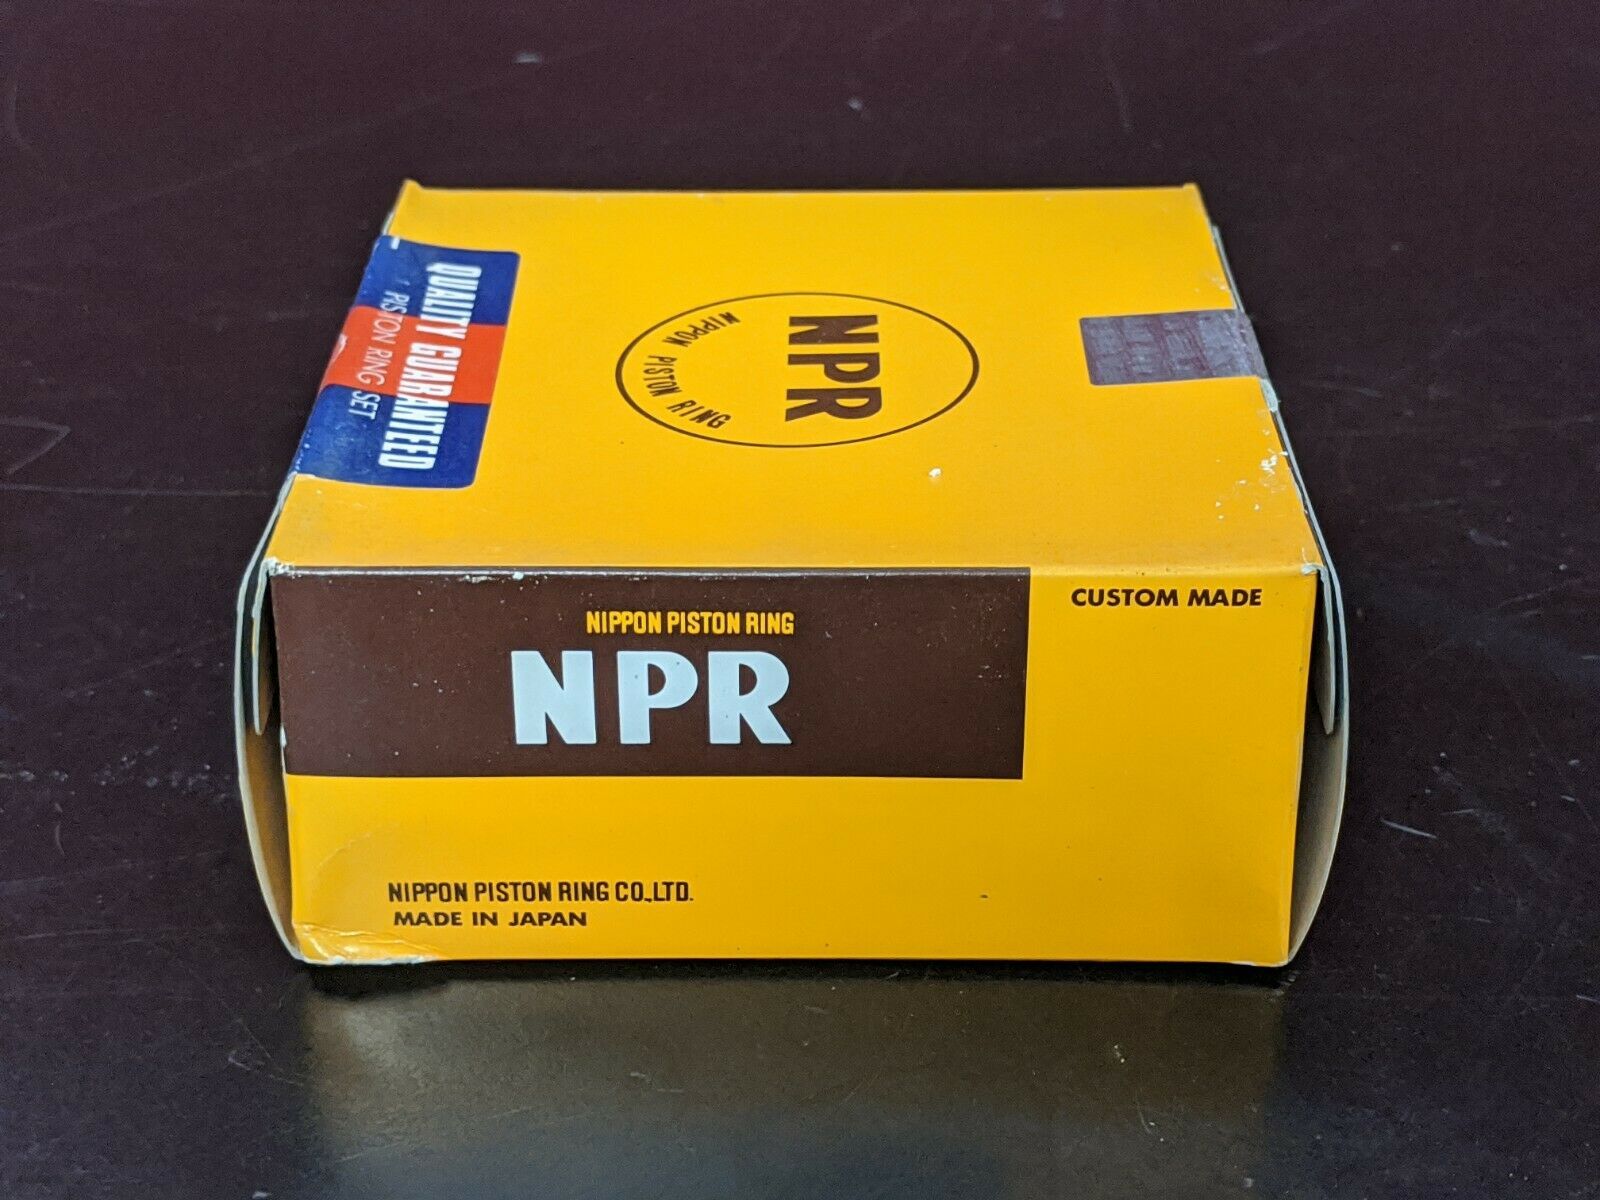 QUALITY GUARANTEED
1 PISTON RING SET
NPR
NIPPON PISTON RING
NIPPON PISTON RING
NPR
CUSTOM MADE
NIPPON PISTON RING CO.,LTD.
MADE IN JAPAN